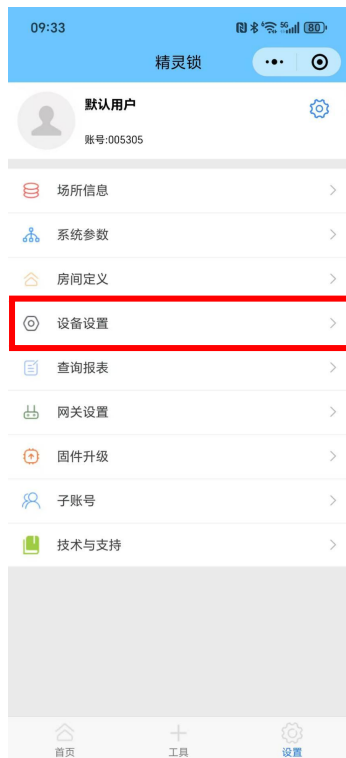 09:33
5G
80
精灵锁
默认用户
账号:005305
场所信息
系统参数
房间定义
设备设置
查询报表
网关设置
固件升级
子账号
技术与支持
首页
工具
设置